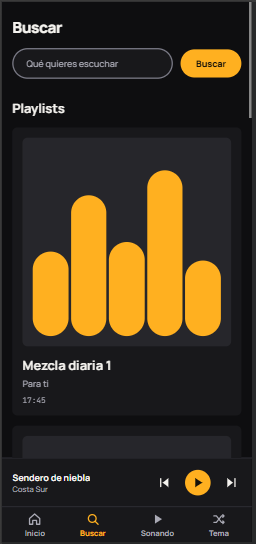 Buscar
Qué quieres escuchar
Buscar
Playlists
Mezcla diaria 1
Para ti
17:45
Sendero de niebla
Costa Sur
Inicio
Buscar
Sonando
Tema